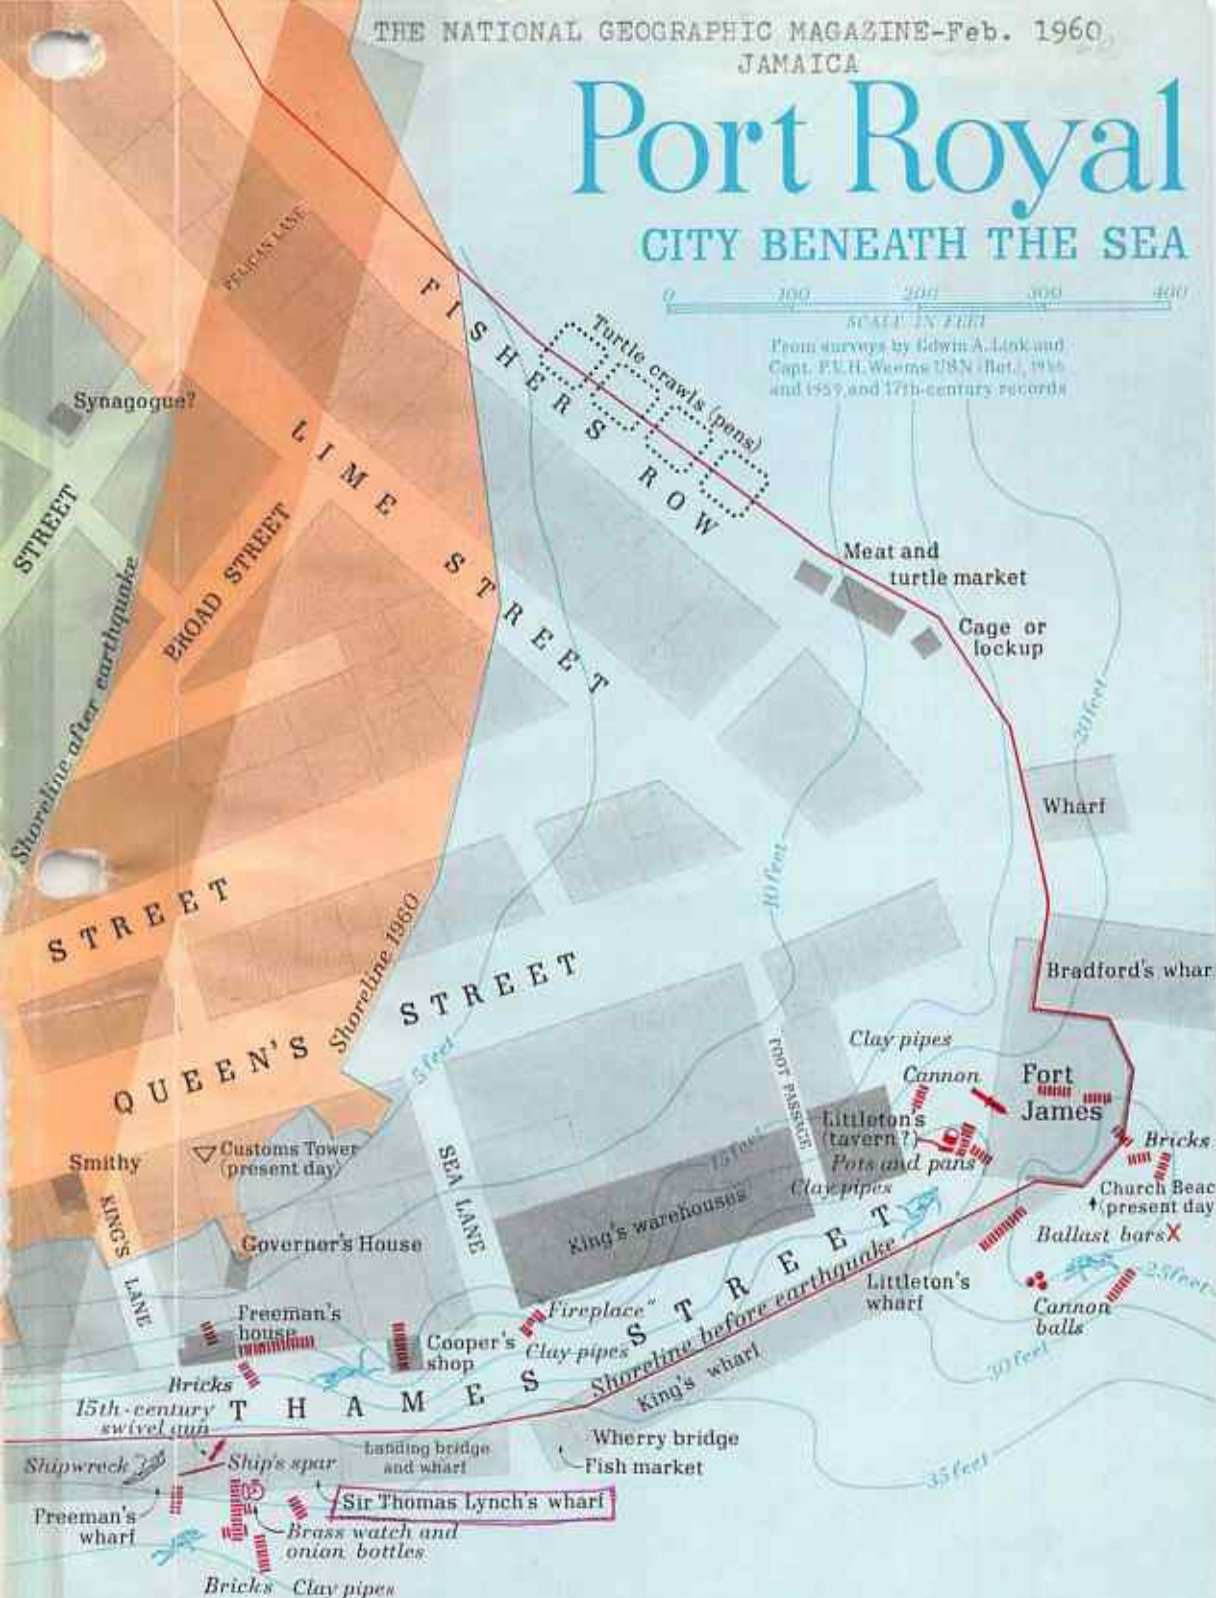 THE NATIONAL GEOGRAPHIC MAGAZINE-Feb. 1960
JAMAICA
Port Royal
CITY BENEATH THE SEA
0 100 200 300 400
SCALE IN FEET
From surveys by Edwin A. Link and
Capt. P.V.H. Weems USN (Ret.), 1956
and 1959, and 17th-century records
PELICAN LANE
FISHERS ROW
Turtle crawls (pens)
Synagogue?
LIME STREET
STREET
BROAD STREET
Shoreline after earthquake
Meat and
turtle market
Cage or
lockup
20 feet
Wharf
10 feet
STREET
Shoreline 1960
QUEEN'S STREET
5 feet
Bradford's whar
FOOT PASSAGE
Clay pipes
Cannon
Fort
James
Littleton's
(tavern?)
Pots and pans
Clay pipes
Bricks
Church Beac
(present day
Ballast bars X
25 feet
Cannon
balls
30 feet
35 feet
15 feet
Smithy
Customs Tower
(present day)
KING'S LANE
SEA LANE
King's warehouses
Governor's House
Littleton's
wharf
Freeman's
house
Cooper's
shop
Fireplace
Clay pipes
THAMES STREET
Shoreline before earthquake
King's wharf
Bricks
15th-century
swivel gun
Wherry bridge
Fish market
Landing bridge
and wharf
Shipwreck
Ship's spar
Sir Thomas Lynch's wharf
Freeman's
wharf
Brass watch and
onion bottles
Bricks Clay pipes